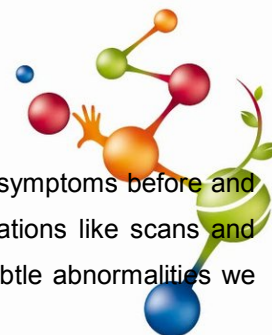 symptoms before and
ations like scans and
btle abnormalities we